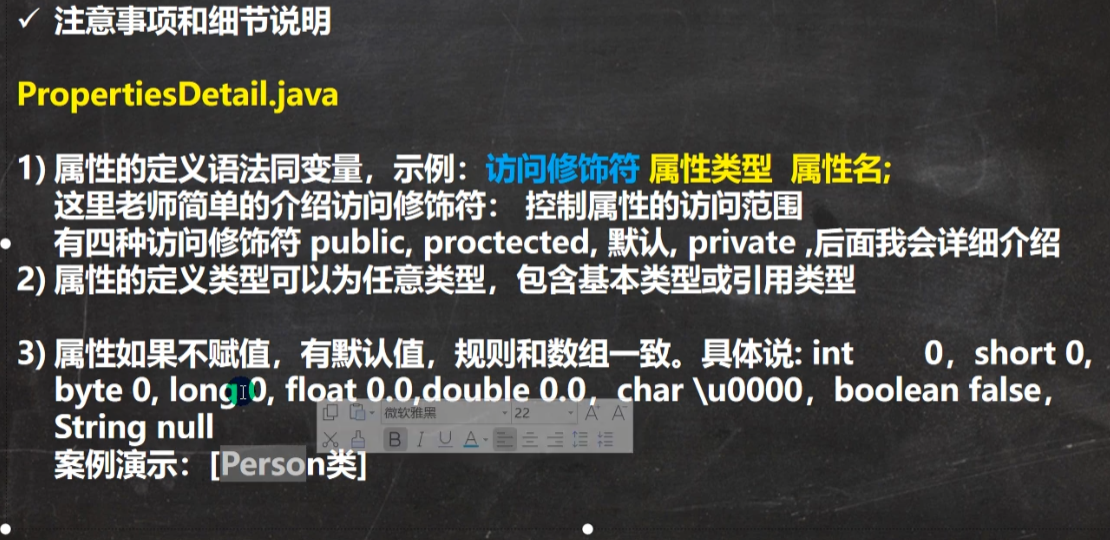 ✓ 注意事项和细节说明
PropertiesDetail.java
1) 属性的定义语法同变量，示例：访问修饰符 属性类型 属性名;
这里老师简单的介绍访问修饰符： 控制属性的访问范围
有四种访问修饰符 public, proctected, 默认, private ,后面我会详细介绍
2) 属性的定义类型可以为任意类型，包含基本类型或引用类型
3) 属性如果不赋值，有默认值，规则和数组一致。具体说: int 0，short 0,
byte 0, long 0, float 0.0,double 0.0，char \u0000，boolean false，
String null
微软雅黑 22 A A
B I U A
案例演示：[Person类]